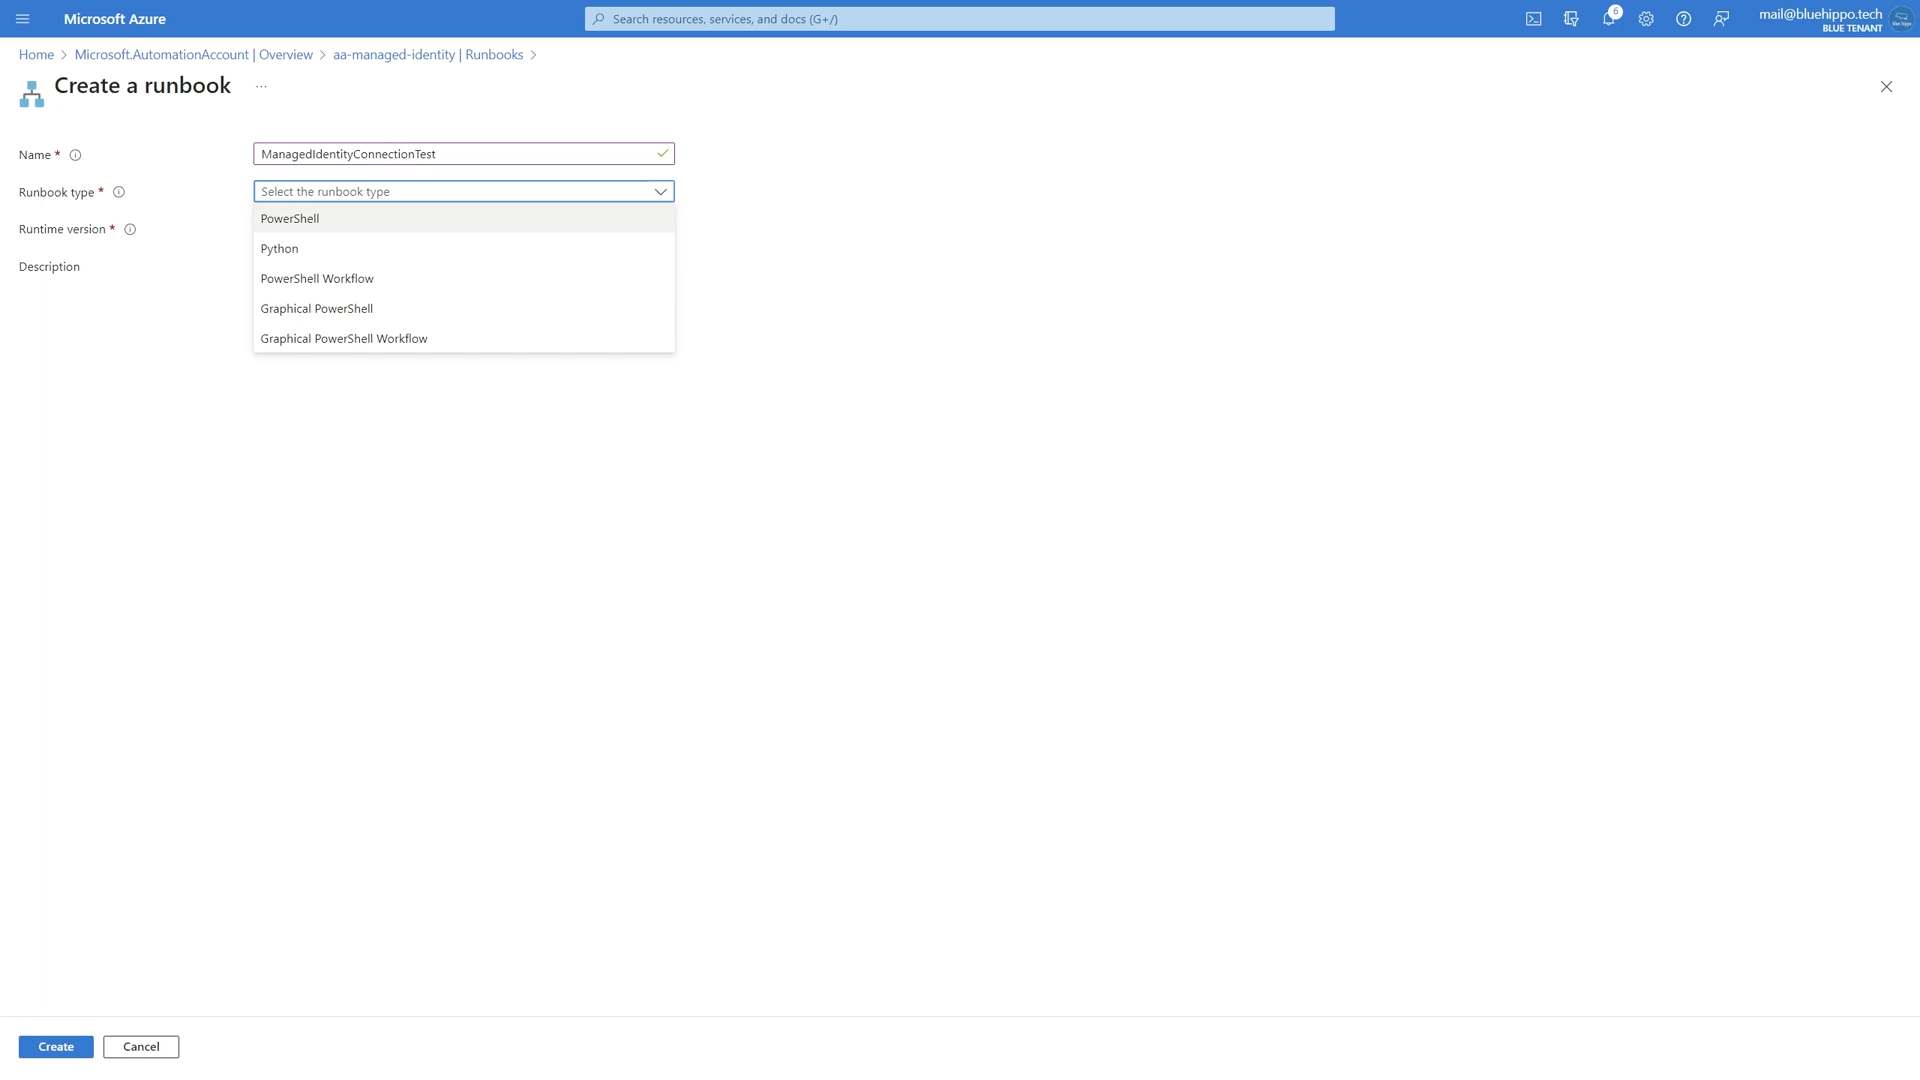 Microsoft Azure
Search resources, services, and docs (G+/)
6
mail@bluehippo.tech
BLUE TENANT
Home > Microsoft.AutomationAccount | Overview > aa-managed-identity | Runbooks >
Create a runbook ...
Name *
ManagedIdentityConnectionTest
Runbook type *
Select the runbook type
Runtime version *
Description
PowerShell
Python
PowerShell Workflow
Graphical PowerShell
Graphical PowerShell Workflow
Create
Cancel